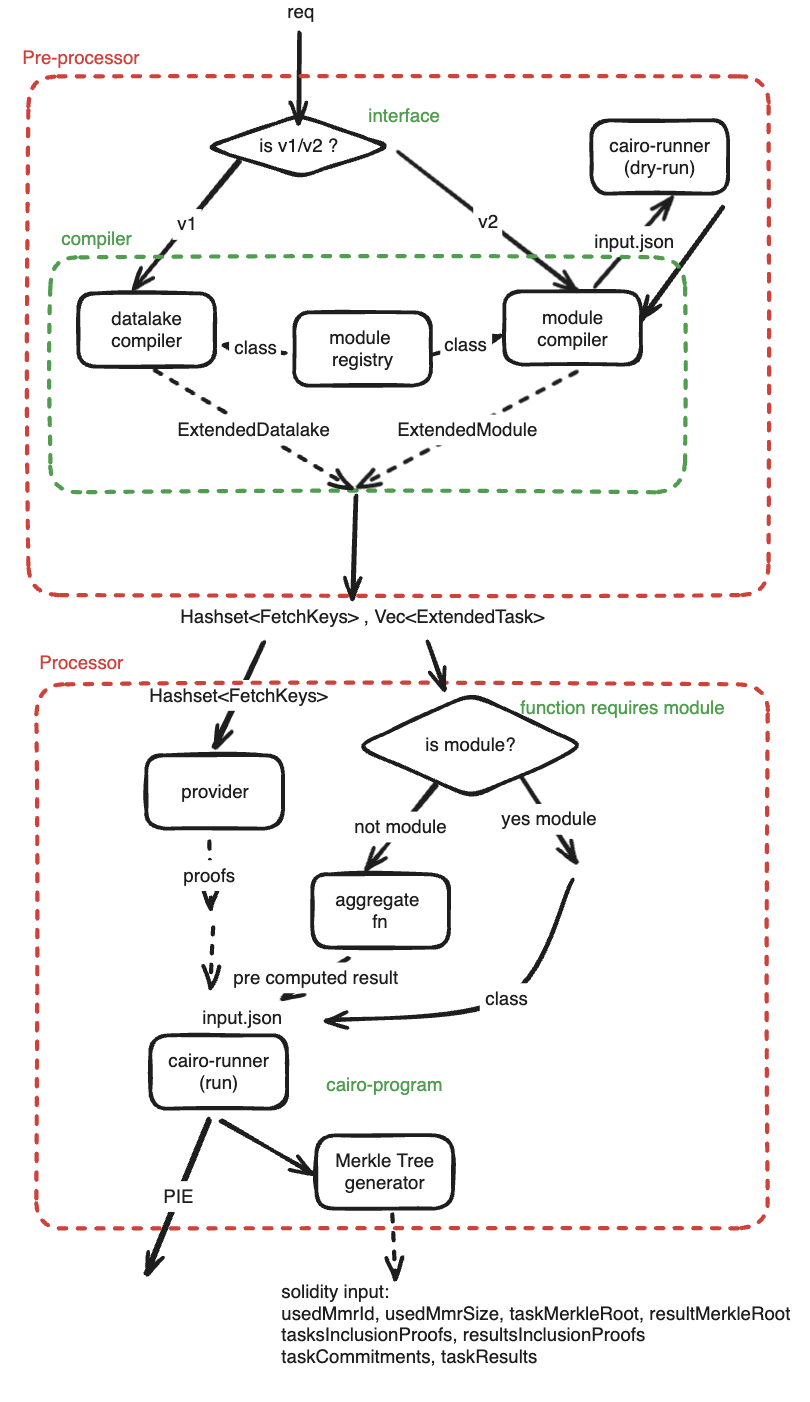 req
Pre-processor
interface
is v1/v2 ?
cairo-runner
(dry-run)
v1
v2
compiler
input.json
datalake
compiler
class
module
registry
class
module
compiler
ExtendedDatalake
ExtendedModule
Hashset<FetchKeys> , Vec<ExtendedTask>
Processor
Hashset<FetchKeys>
function requires module
is module?
provider
not module
yes module
proofs
aggregate
fn
pre computed result
class
input.json
cairo-runner
(run)
cairo-program
Merkle Tree
generator
PIE
solidity input:
usedMmrId, usedMmrSize, taskMerkleRoot, resultMerkleRoot
tasksInclusionProofs, resultsInclusionProofs
taskCommitments, taskResults